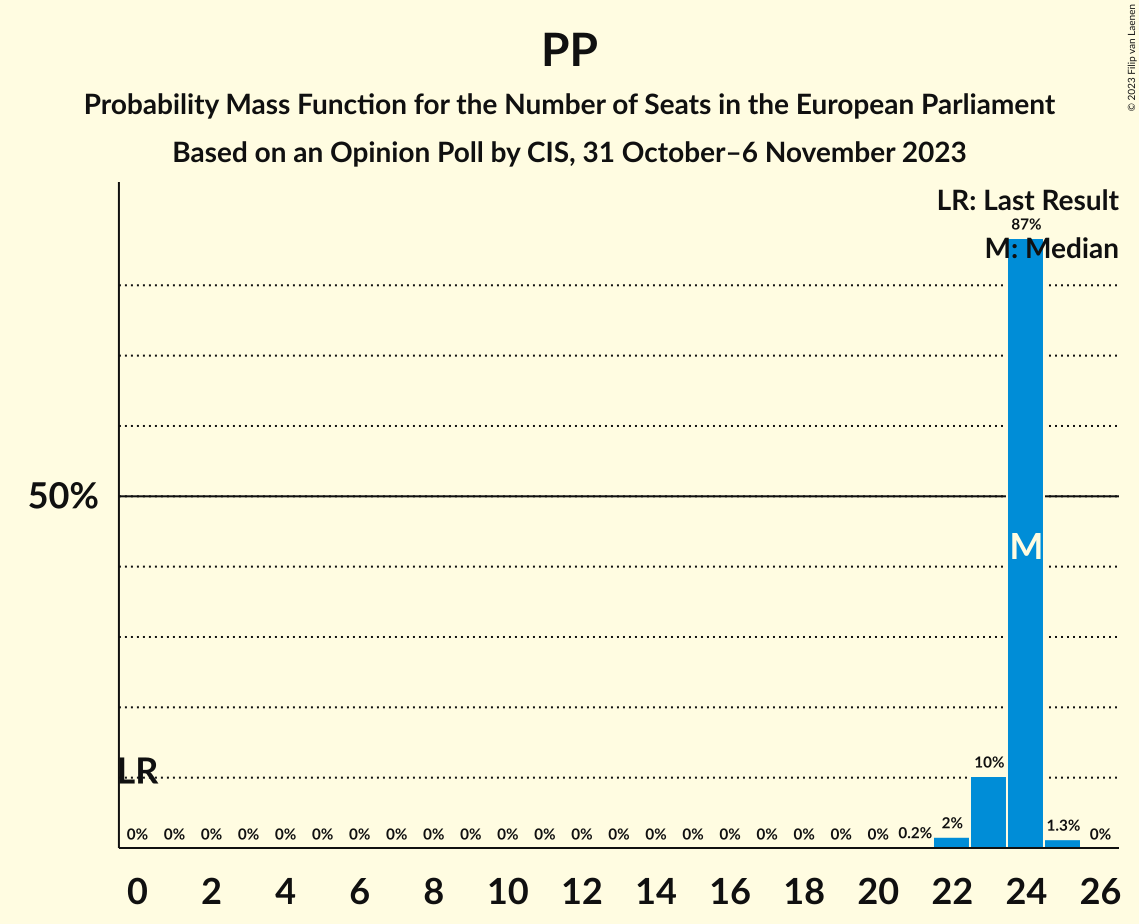 PP
Probability Mass Function for the Number of Seats in the European Parliament
Based on an Opinion Poll by CIS, 31 October–6 November 2023
© 2023 Filip van Laenen
LR: Last Result
M: Median
87%
50%
M
LR
10%
0% 0% 0% 0% 0% 0% 0% 0% 0% 0% 0% 0% 0% 0% 0% 0% 0% 0% 0% 0% 0% 0.2% 2% 1.3% 0%
0 2 4 6 8 10 12 14 16 18 20 22 24 26